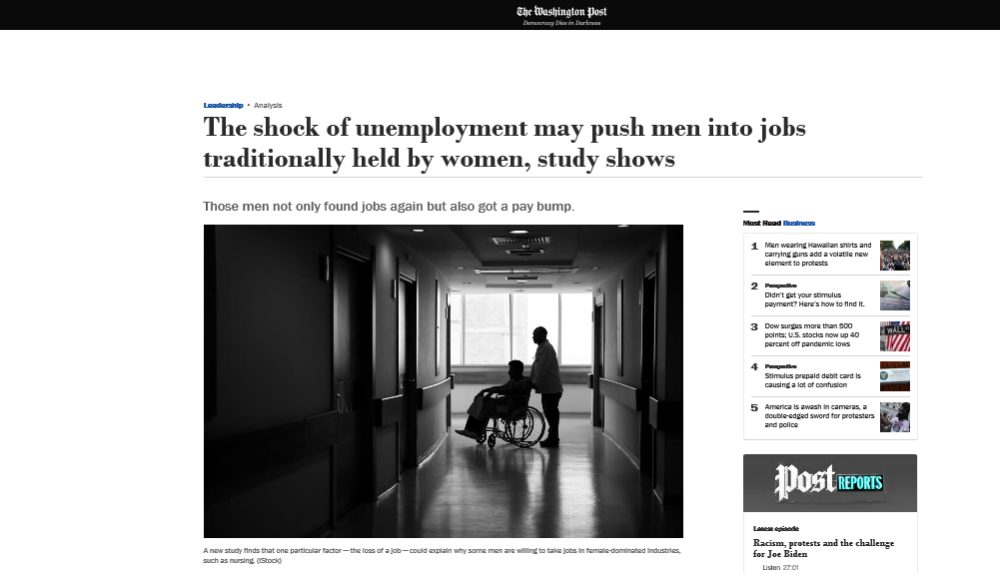 The Washington Post
Democracy Dies in Darkness
Leadership • Analysis
The shock of unemployment may push men into jobs
traditionally held by women, study shows
Those men not only found jobs again but also got a pay bump.
A new study finds that one particular factor — the loss of a job — could explain why some men are willing to take jobs in female-dominated industries,
such as nursing. (iStock)
Most Read Business
1 Men wearing Hawaiian shirts and
carrying guns add a volatile new
element to protests
2 Perspective
Didn't get your stimulus
payment? Here's how to find it.
3 Dow surges more than 500
points; U.S. stocks now up 40
percent off pandemic lows
WALL
4 Perspective
Stimulus prepaid debit card is
causing a lot of confusion
5 America is awash in cameras, a
double-edged sword for protesters
and police
Post REPORTS
Latest episode
Racism, protests and the challenge
for Joe Biden
Listen 27:01